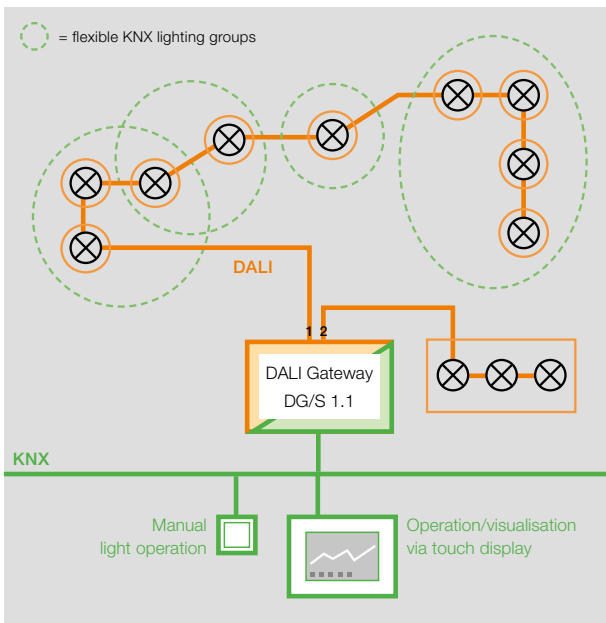 = flexible KNX lighting groups
DALI
1 2
DALI Gateway
DG/S 1.1
KNX
Manual
light operation
Operation/visualisation
via touch display